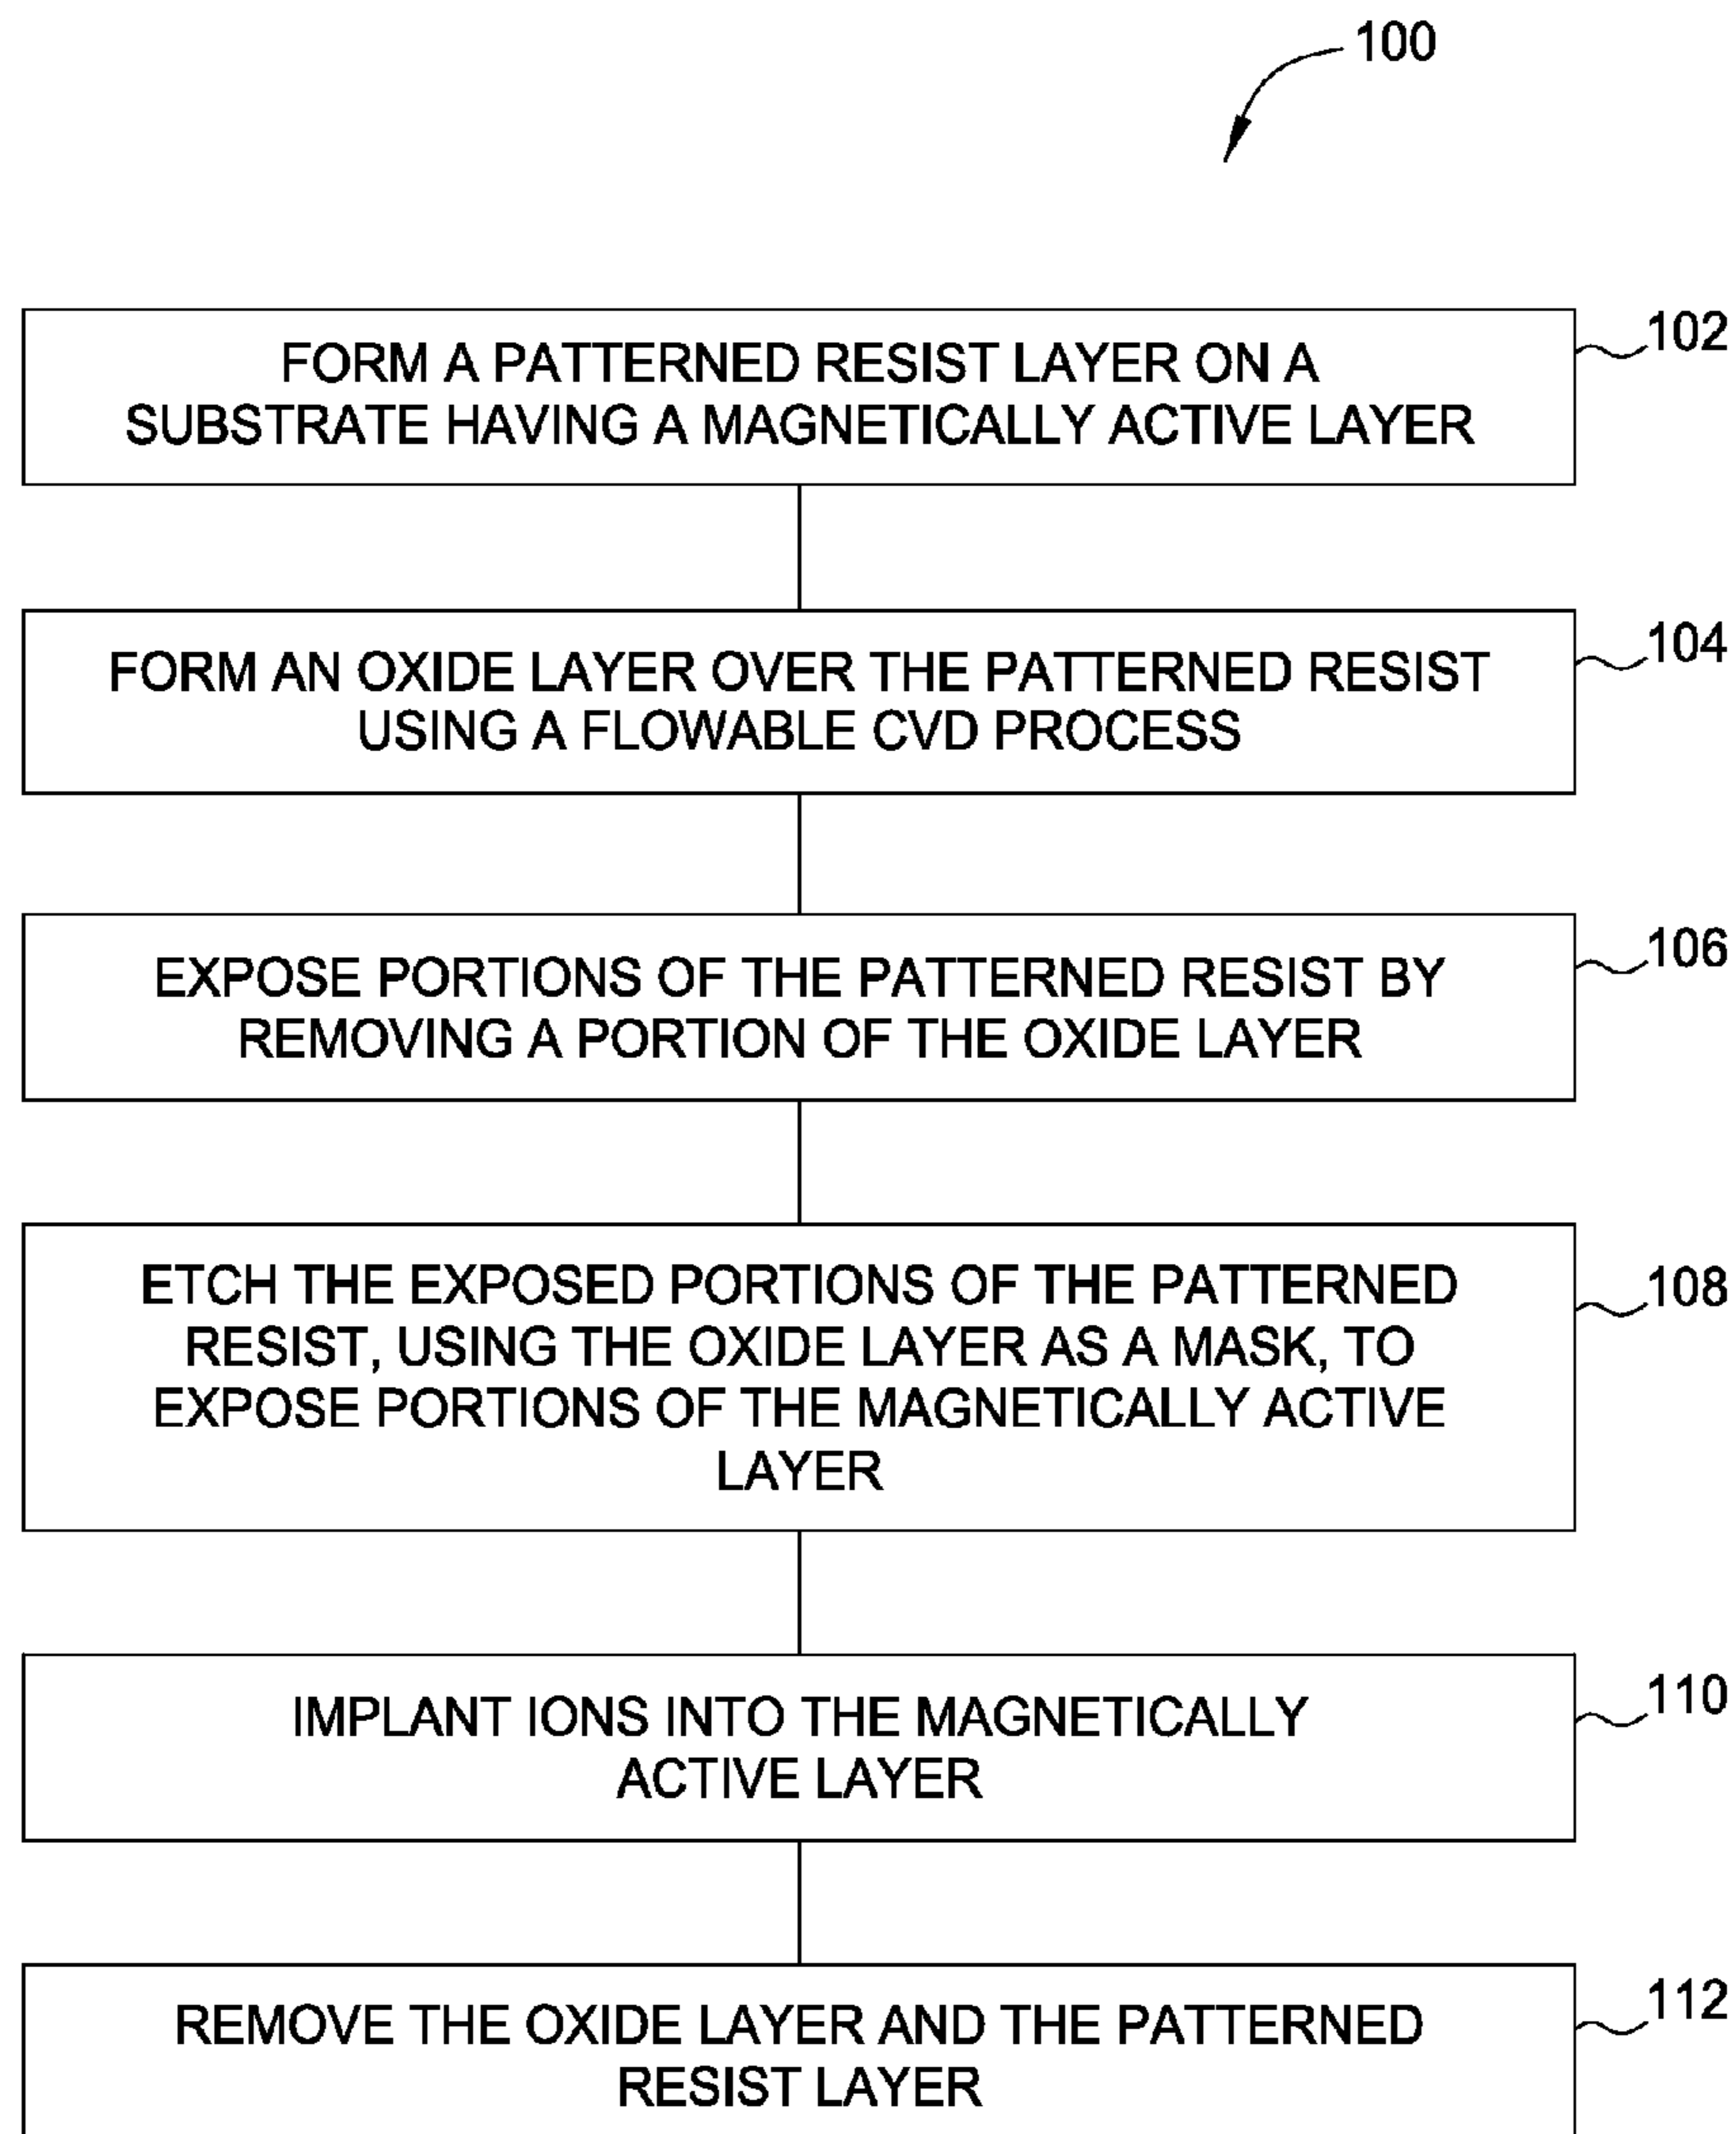 100
FORM A PATTERNED RESIST LAYER ON A
SUBSTRATE HAVING A MAGNETICALLY ACTIVE LAYER
102
FORM AN OXIDE LAYER OVER THE PATTERNED RESIST
USING A FLOWABLE CVD PROCESS
104
EXPOSE PORTIONS OF THE PATTERNED RESIST BY
REMOVING A PORTION OF THE OXIDE LAYER
106
ETCH THE EXPOSED PORTIONS OF THE PATTERNED
RESIST, USING THE OXIDE LAYER AS A MASK, TO
EXPOSE PORTIONS OF THE MAGNETICALLY ACTIVE
LAYER
108
IMPLANT IONS INTO THE MAGNETICALLY
ACTIVE LAYER
110
REMOVE THE OXIDE LAYER AND THE PATTERNED
RESIST LAYER
112